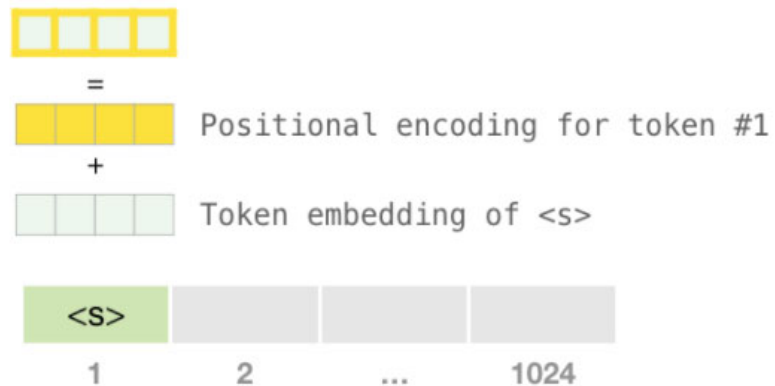 =
Positional encoding for token #1
+
Token embedding of <s>
<s>
1 2 ... 1024